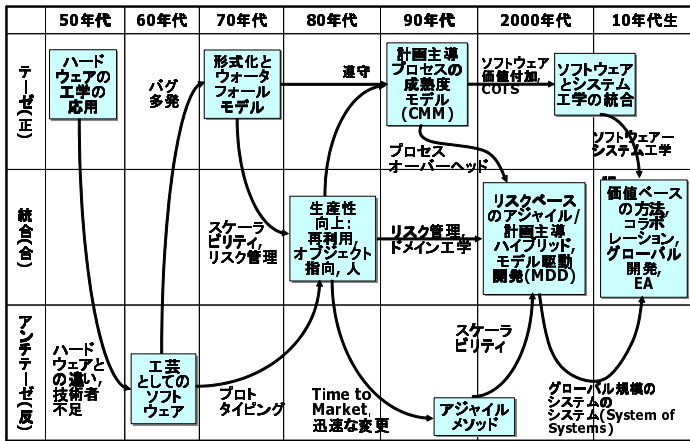 50年代
60年代
70年代
80年代
90年代
2000年代
10年代生
テーゼ(正)
ハード
ウェアの
工学の
応用
バグ
多発
形式化と
ウォータ
フォール
モデル
遵守
計画主導
プロセスの
成熟度
モデル
(CMM)
ソフトウェア
価値付加,
COTS
ソフトウェア
とシステム
工学の統合
プロセス
オーバーヘッド
ソフトウェアー
システム工学
統合(合)
スケーラ
ビリティ,
リスク管理
生産性
向上:
再利用,
オブジェクト
指向, 人
リスク管理,
ドメイン工学
リスクベース
のアジャイル/
計画主導
ハイブリッド,
モデル駆動
開発(MDD)
価値ベース
の方法,
コラボ
レーション,
グローバル
開発,
EA
アンチテーゼ(反)
ハード
ウェアと
の違い,
技術者
不足
工芸
としての
ソフト
ウェア
プロト
タイピング
Time to
Market,
迅速な変更
スケーラ
ビリティ
アジャイル
メソッド
グローバル規模の
システムの
システム(System of
Systems)